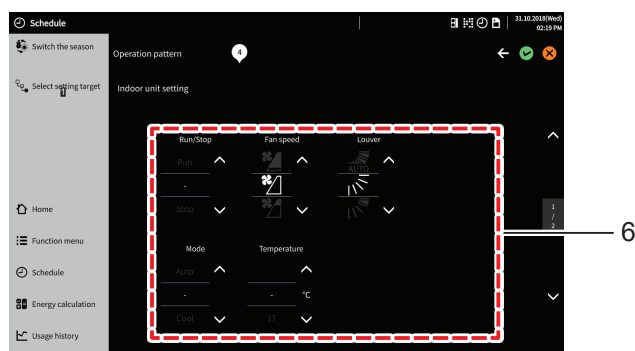 Schedule
31.10.2018(Wed)
02:19 PM
Switch the season
Operation pattern
4
Select setting target
1
Indoor unit setting
Run/Stop Fan speed Louver
Run
AUTO
-
Stop
Home
1
/
2
6
Function menu
Mode Temperature
Schedule
Auto
Energy calculation
- - °C
Cool 17
Usage history